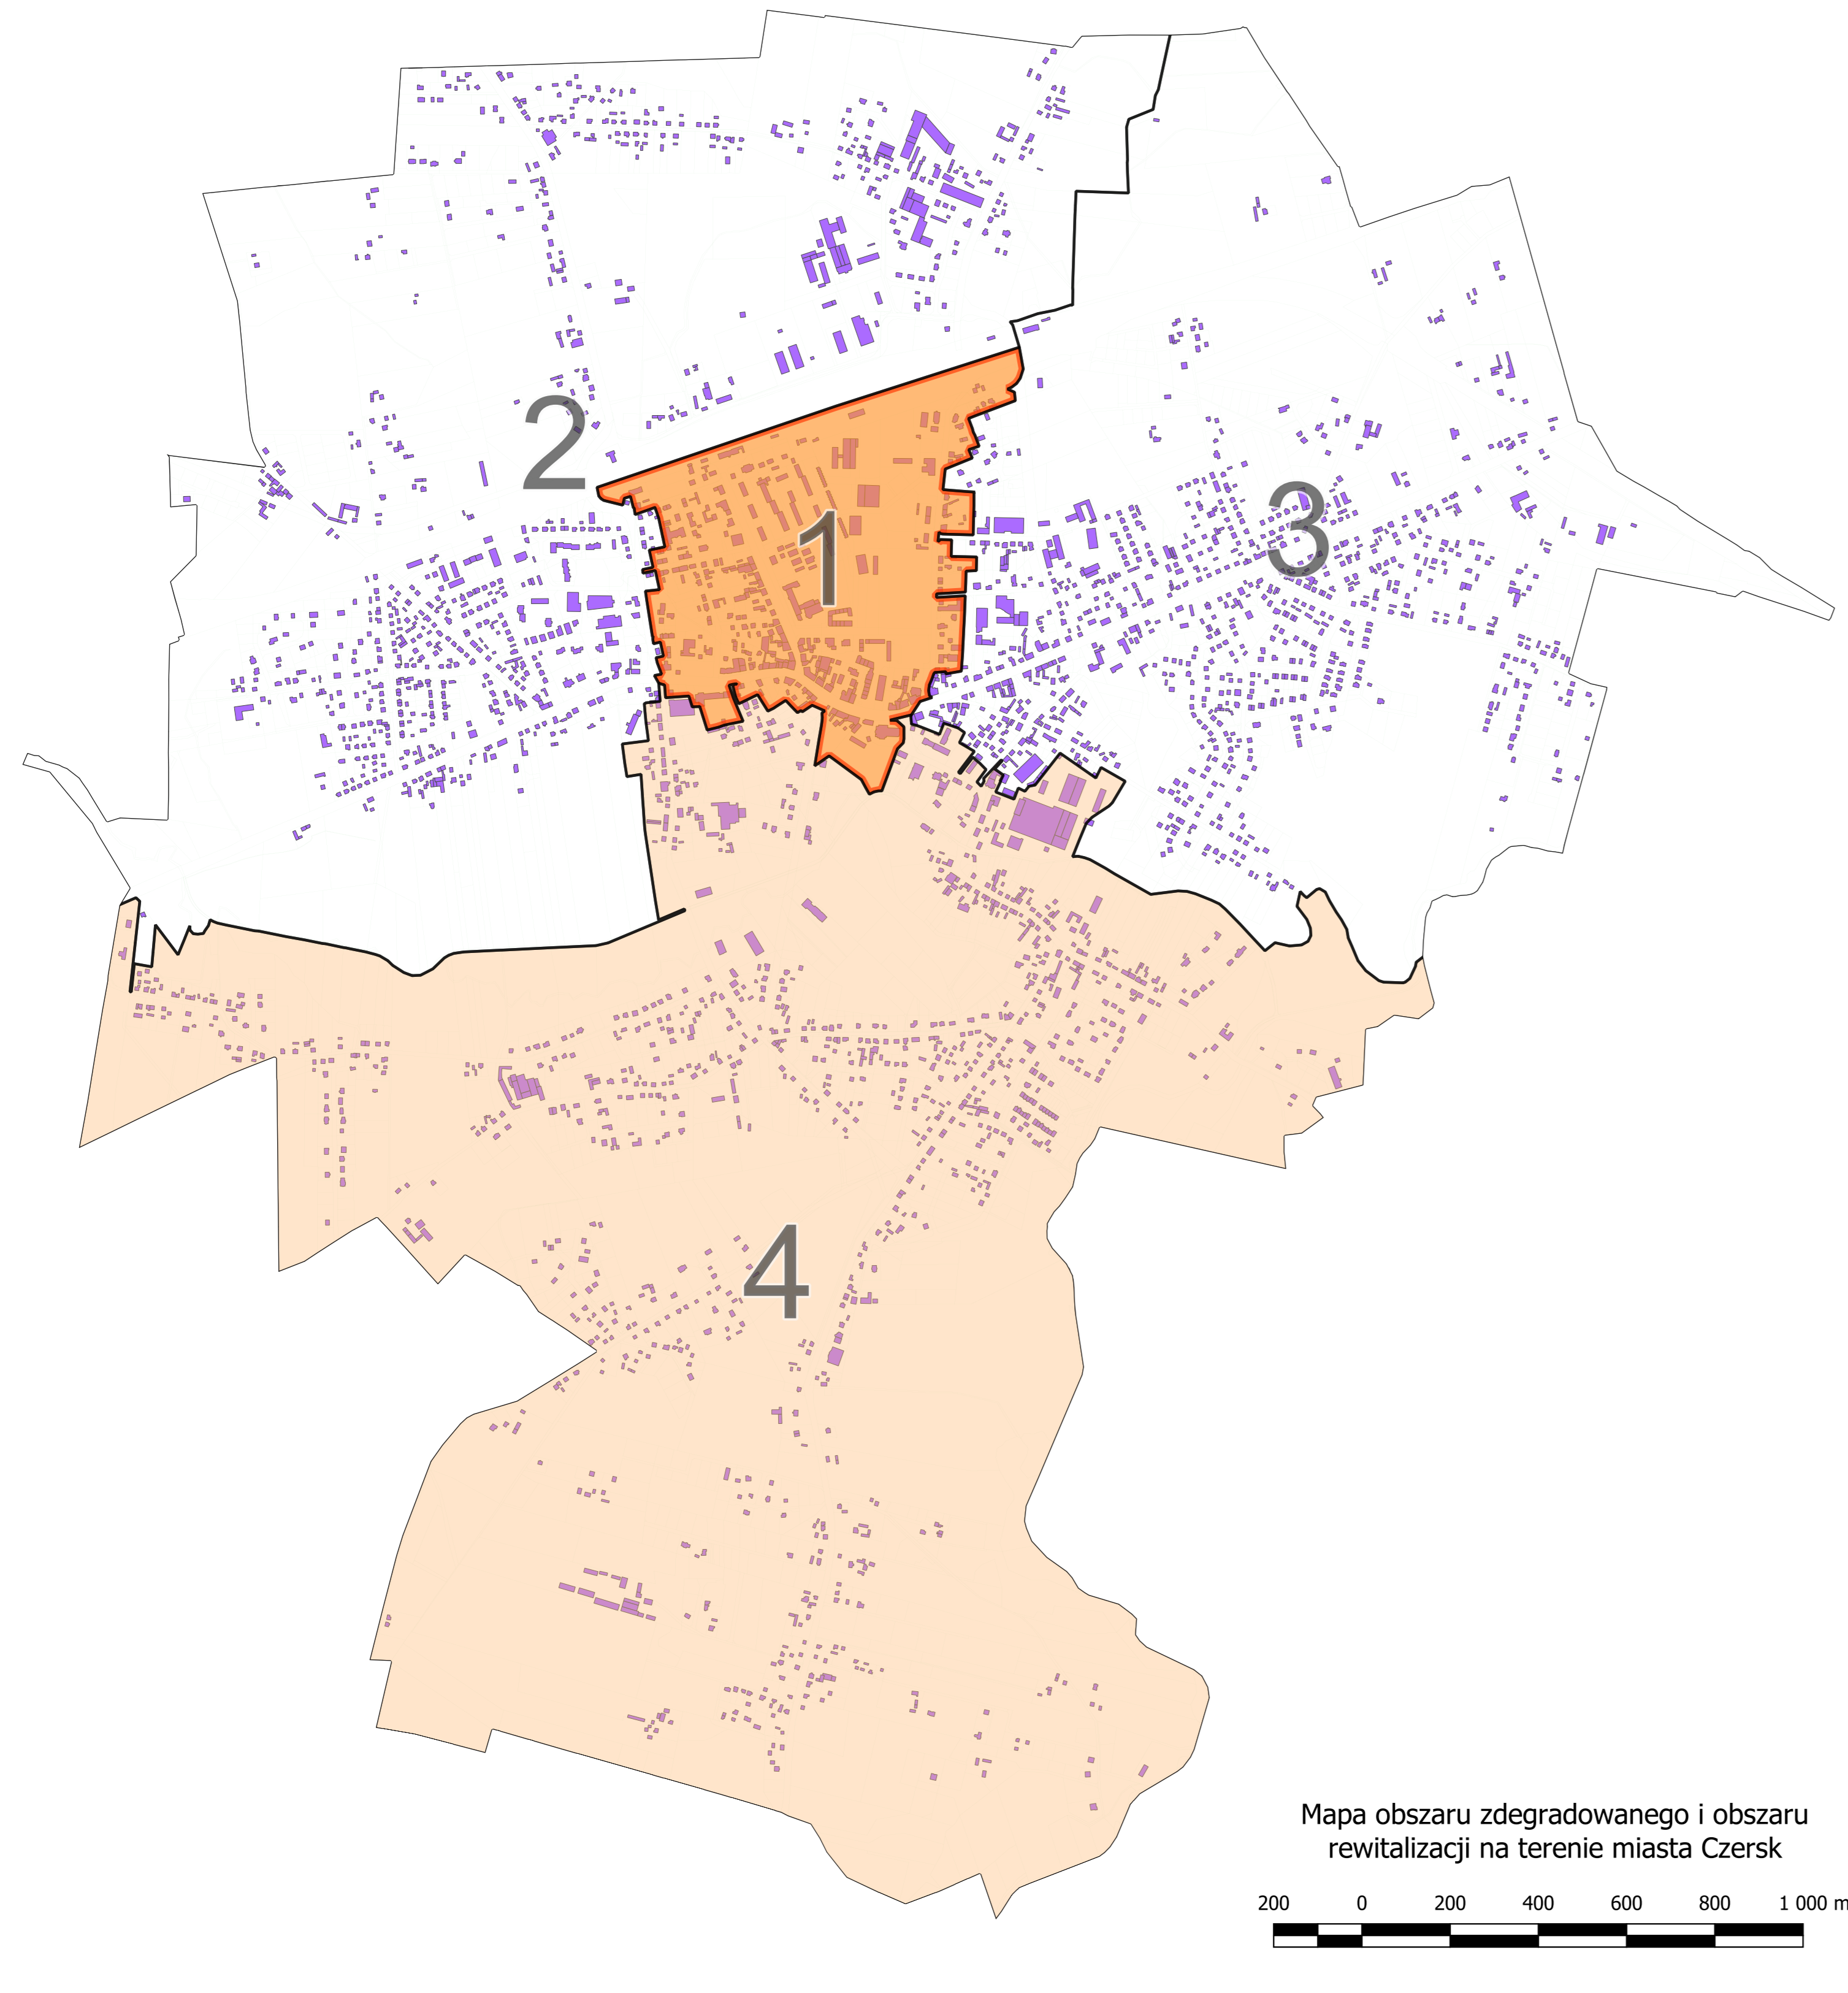 2
1
3
4
Mapa obszaru zdegradowanego i obszaru
rewitalizacji na terenie miasta Czersk
200 0 200 400 600 800 1 000 m